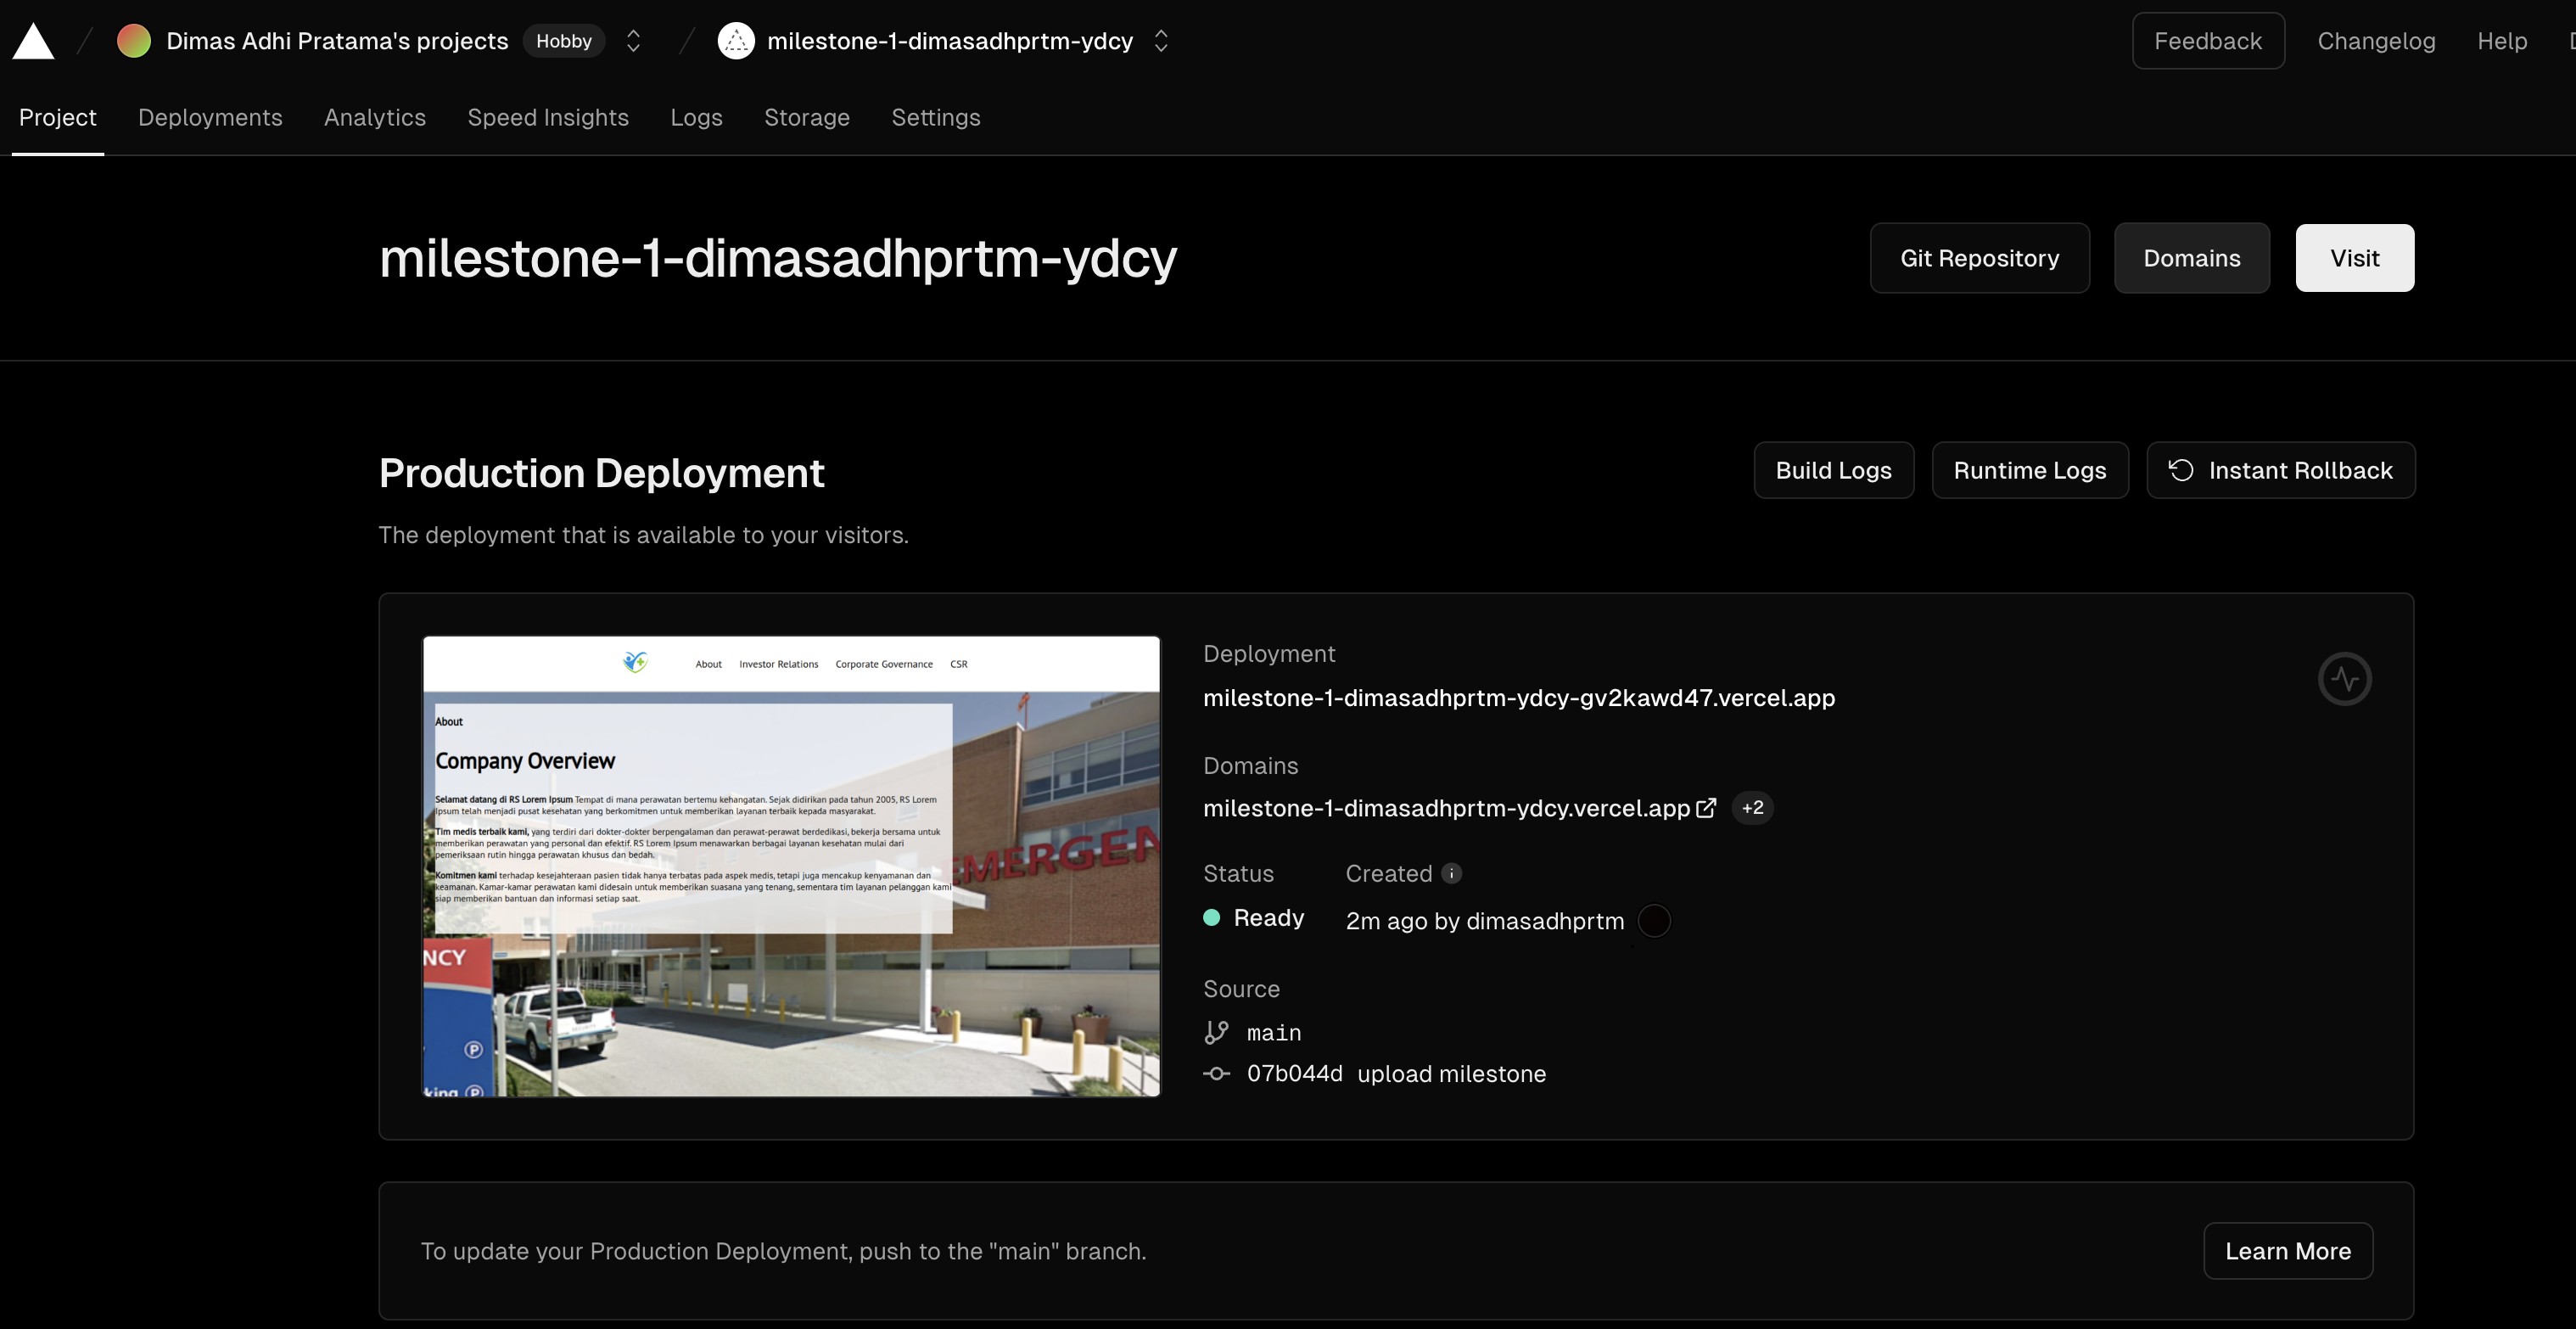 Dimas Adhi Pratama's projects Hobby milestone-1-dimasadhprtm-ydcy Feedback Changelog Help
Project Deployments Analytics Speed Insights Logs Storage Settings
milestone-1-dimasadhprtm-ydcy Git Repository Domains Visit
Production Deployment Build Logs Runtime Logs Instant Rollback
The deployment that is available to your visitors.
About Investor Relations Corporate Governance CSR
About
Company Overview
Selamat datang di RS Lorem Ipsum Tempat di mana perawatan bertemu kehangatan. Sejak didirikan pada tahun 2005, RS Lorem
Ipsum telah menjadi pusat kesehatan yang berkomitmen untuk memberikan layanan terbaik kepada masyarakat.
Tim medis terbaik kami, yang terdiri dari dokter-dokter berpengalaman dan perawat-perawat berdedikasi, bekerja bersama untuk
memberikan perawatan yang personal dan efektif. RS Lorem Ipsum menawarkan berbagai layanan kesehatan mulai dari
pemeriksaan rutin hingga perawatan khusus dan bedah.
Komitmen kami terhadap kesejahteraan pasien tidak hanya terbatas pada aspek medis, tetapi juga mencakup kenyamanan dan
keamanan. Kamar-kamar perawatan kami didesain untuk memberikan suasana yang tenang, sementara tim layanan pelanggan kami
siap memberikan bantuan dan informasi setiap saat.
EMERGEN
NCY
P
king P
Deployment
milestone-1-dimasadhprtm-ydcy-gv2kawd47.vercel.app
Domains
milestone-1-dimasadhprtm-ydcy.vercel.app +2
Status Created
Ready 2m ago by dimasadhprtm
Source
main
07b044d upload milestone
To update your Production Deployment, push to the "main" branch. Learn More